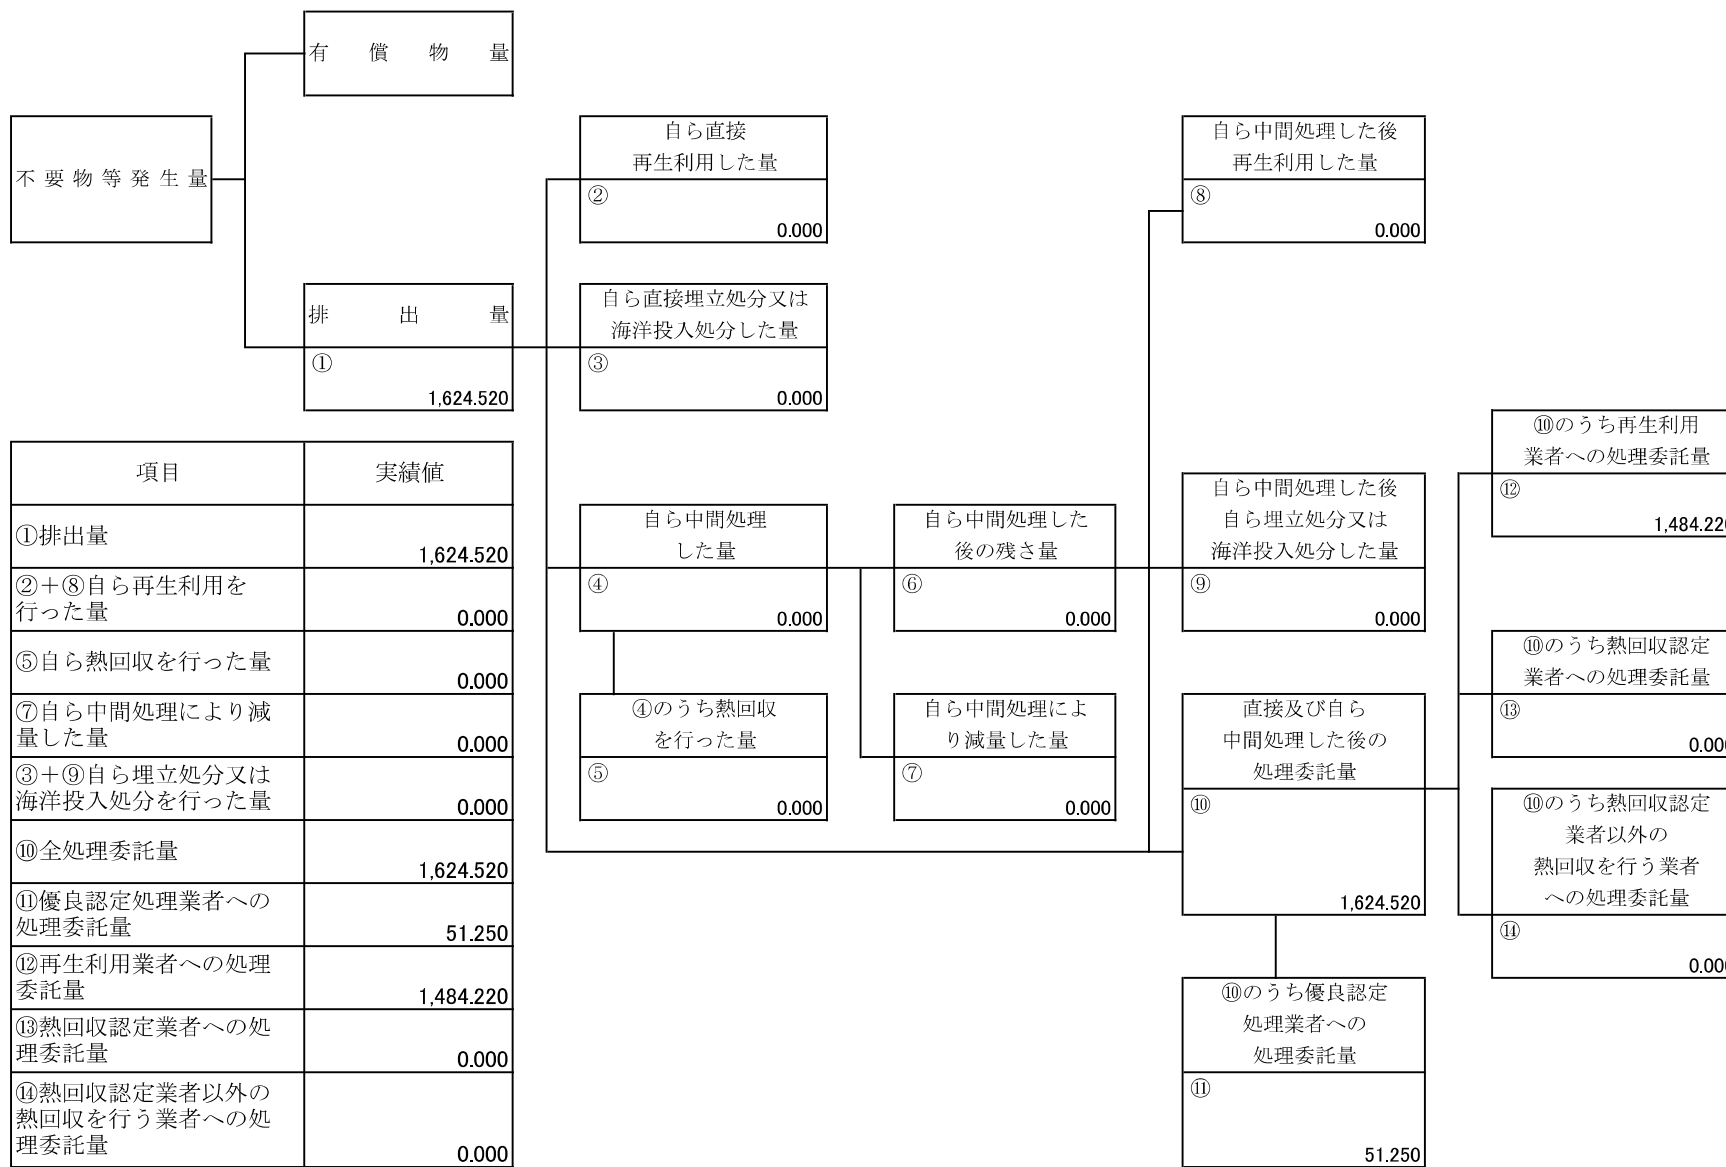 有償物量
不要物等発生量
自ら直接
再生利用した量
②
0.000
自ら中間処理した後
再生利用した量
⑧
0.000
排出量
①
1,624.520
自ら直接埋立処分又は
海洋投入処分した量
③
0.000
項目 実績値
①排出量
1,624.520
②+⑧自ら再生利用を
行った量
0.000
⑤自ら熱回収を行った量
0.000
⑦自ら中間処理により減
量した量
0.000
③+⑨自ら埋立処分又は
海洋投入処分を行った量
0.000
⑩全処理委託量
1,624.520
⑪優良認定処理業者への
処理委託量
51.250
⑫再生利用業者への処理
委託量
1,484.220
⑬熱回収認定業者への処
理委託量
0.000
⑭熱回収認定業者以外の
熱回収を行う業者への処
理委託量
0.000
自ら中間処理
した量
④
0.000
自ら中間処理した
後の残さ量
⑥
0.000
自ら中間処理した後
自ら埋立処分又は
海洋投入処分した量
⑨
0.000
④のうち熱回収
を行った量
⑤
0.000
自ら中間処理によ
り減量した量
⑦
0.000
直接及び自ら
中間処理した後の
処理委託量
⑩
1,624.520
⑩のうち優良認定
処理業者への
処理委託量
⑪
51.250
⑩のうち再生利用
業者への処理委託量
⑫
1,484.220
⑩のうち熱回収認定
業者への処理委託量
⑬
0.000
⑩のうち熱回収認定
業者以外の
熱回収を行う業者
への処理委託量
⑭
0.000